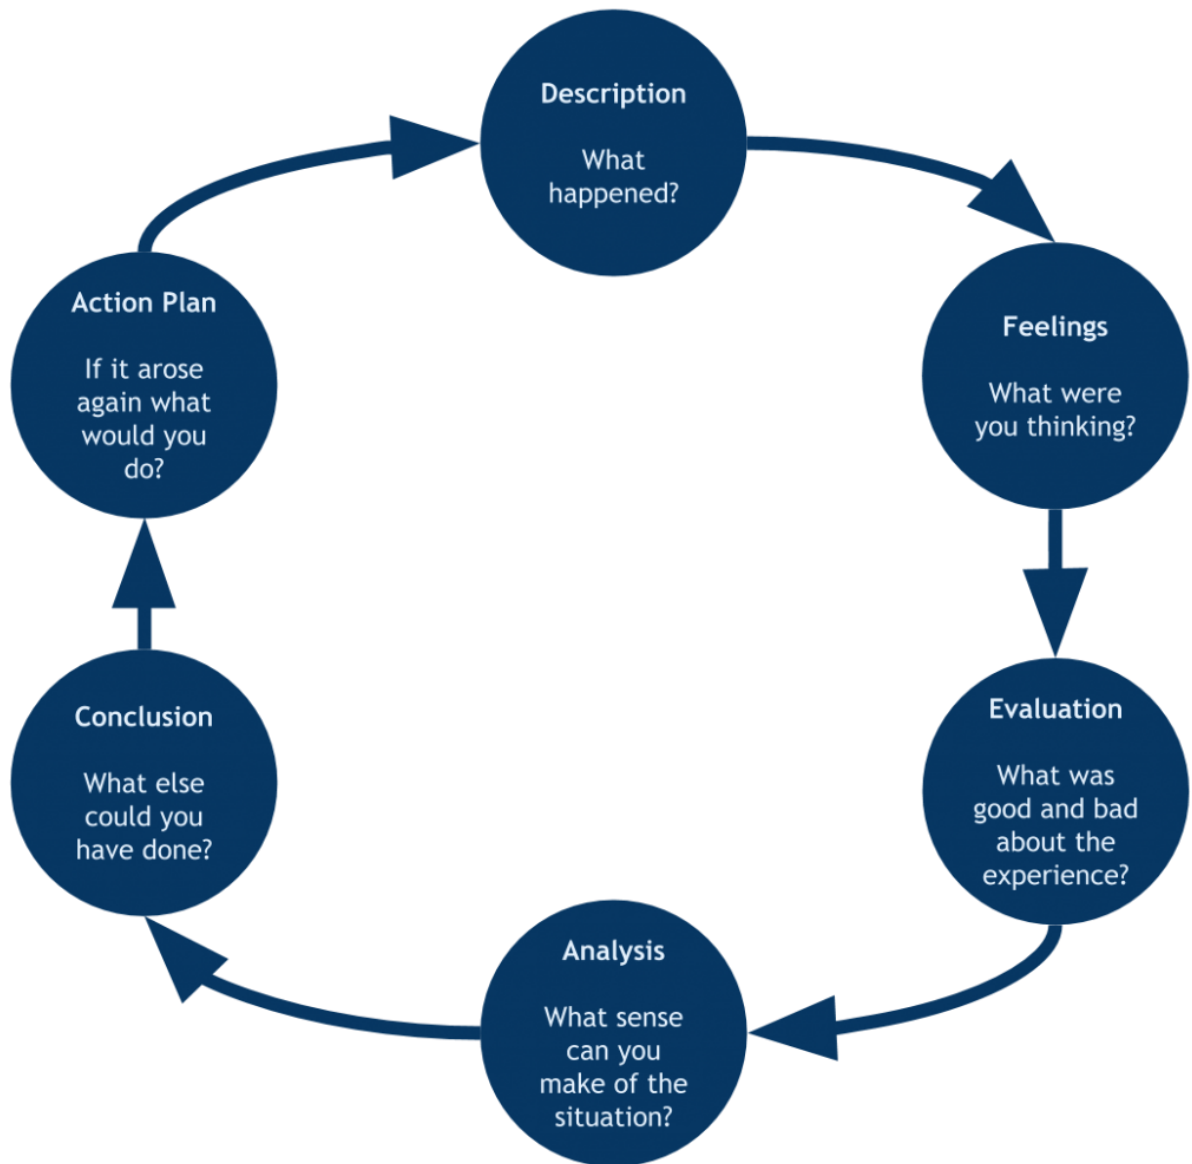 Description
What
happened?
Feelings
What were
you thinking?
Evaluation
What was
good and bad
about the
experience?
Analysis
What sense
can you
make of the
situation?
Conclusion
What else
could you
have done?
Action Plan
If it arose
again what
would you
do?